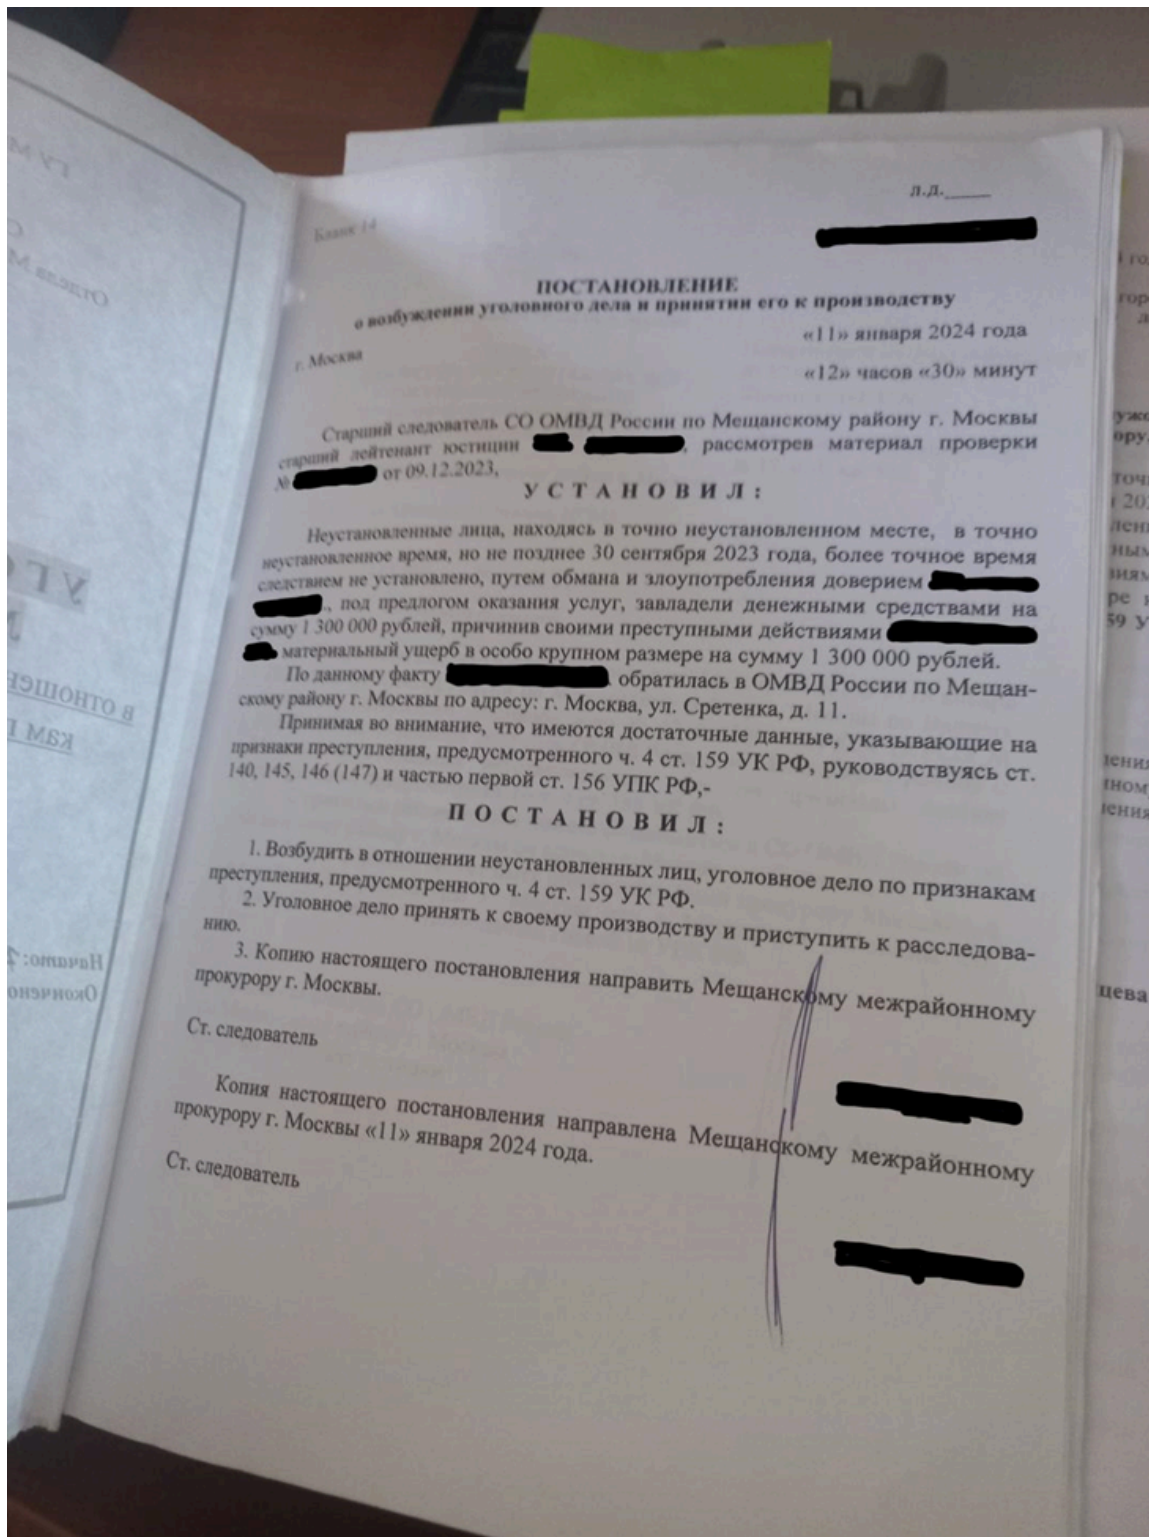 л.д.____
Бланк 14
ПОСТАНОВЛЕНИЕ
о возбуждении уголовного дела и принятии его к производству
«11» января 2024 года
г. Москва
«12» часов «30» минут
Старший следователь СО ОМВД России по Мещанскому району г. Москвы
старший лейтенант юстиции , рассмотрев материал проверки
№ от 09.12.2023,
У С Т А Н О В И Л :
Неустановленные лица, находясь в точно неустановленном месте, в точно
неустановленное время, но не позднее 30 сентября 2023 года, более точное время
следствием не установлено, путем обмана и злоупотребления доверием
., под предлогом оказания услуг, завладели денежными средствами на
сумму 1 300 000 рублей, причинив своими преступными действиями
материальный ущерб в особо крупном размере на сумму 1 300 000 рублей.
По данному факту . обратилась в ОМВД России по Мещан-
скому району г. Москвы по адресу: г. Москва, ул. Сретенка, д. 11.
Принимая во внимание, что имеются достаточные данные, указывающие на
признаки преступления, предусмотренного ч. 4 ст. 159 УК РФ, руководствуясь ст.
140, 145, 146 (147) и частью первой ст. 156 УПК РФ,-
П О С Т А Н О В И Л :
1. Возбудить в отношении неустановленных лиц, уголовное дело по признакам
преступления, предусмотренного ч. 4 ст. 159 УК РФ.
2. Уголовное дело принять к своему производству и приступить к расследова-
нию.
3. Копию настоящего постановления направить Мещанскому межрайонному
прокурору г. Москвы.
Ст. следователь
Копия настоящего постановления направлена Мещанскому межрайонному
прокурору г. Москвы «11» января 2024 года.
Ст. следователь